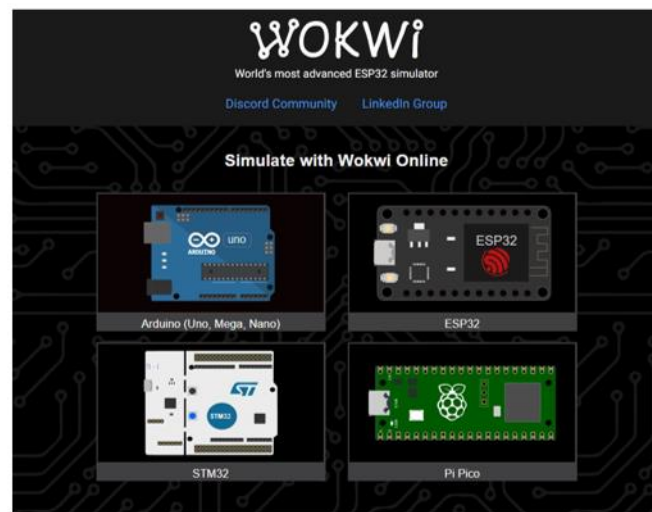 WOKWi
World's most advanced ESP32 simulator
Discord Community LinkedIn Group
Simulate with Wokwi Online
uno
ARDUINO
ESP32
Arduino (Uno, Mega, Nano)
ESP32
STM32
STM32
Pi Pico